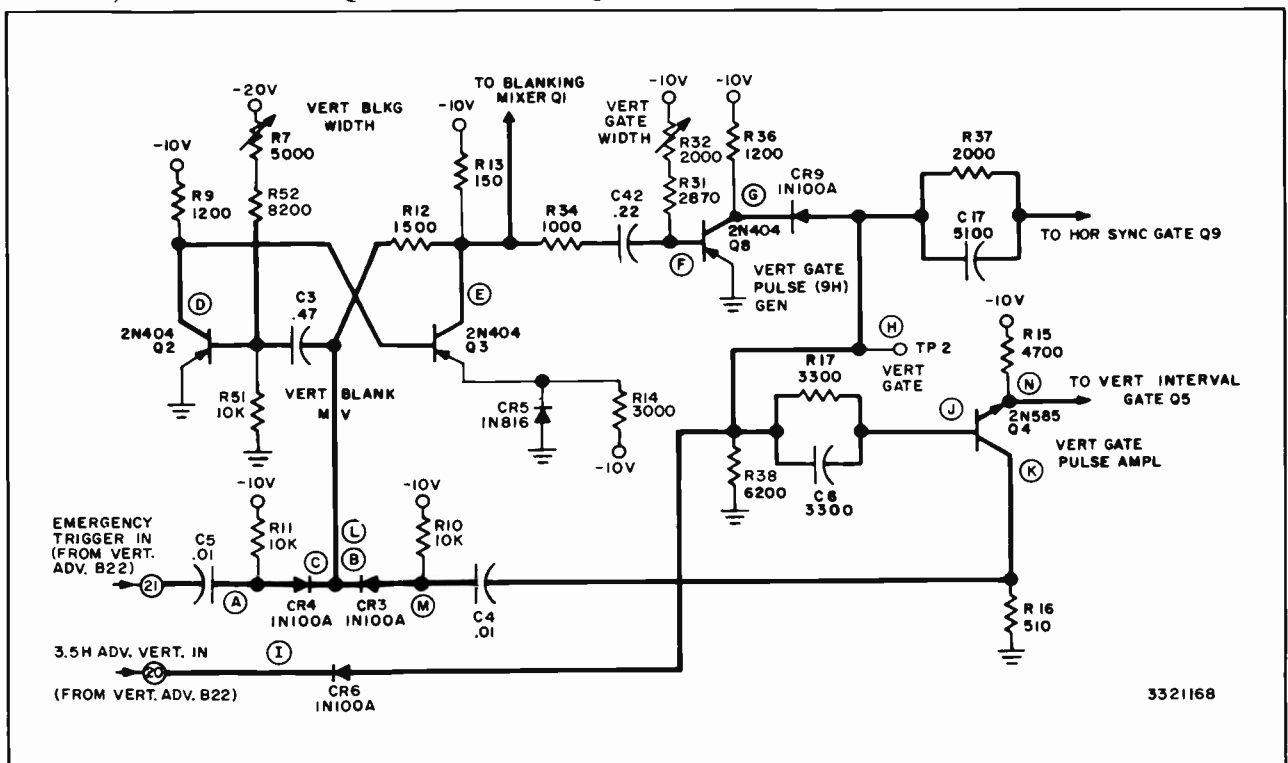 -20V
VERT BLKG
WIDTH
R7
5000
-10V
R9
1200
R52
8200
-10V
R13
150
TO BLANKING
MIXER Q1
R12
1500
R34
1000
C42
.22
-10V
VERT
GATE
WIDTH
R32
2000
R31
2870
-10V
R36
1200
G
CR9
1N100A
R37
2000
C17
5100
TO HOR SYNC GATE Q9
F
2N404
Q8
VERT GATE
PULSE (9H)
GEN
D
2N404
Q2
C3
.47
E
2N404
Q3
R51
10K
VERT BLANK
M V
CR5
1N816
R14
3000
-10V
H
TP 2
VERT
GATE
R17
3300
C6
3300
R38
6200
-10V
R15
4700
N
TO VERT INTERVAL
GATE Q5
J
2N585
Q4
VERT GATE
PULSE AMPL
K
EMERGENCY
TRIGGER IN
(FROM VERT.
ADV. B22)
21
C5
.01
A
-10V
R11
10K
C
CR4
1N100A
L
B
CR3
1N100A
-10V
R10
10K
M
C4
.01
R16
510
3.5H ADV. VERT. IN
20
(FROM VERT. ADV. B22)
I
CR6
1N100A
3321168